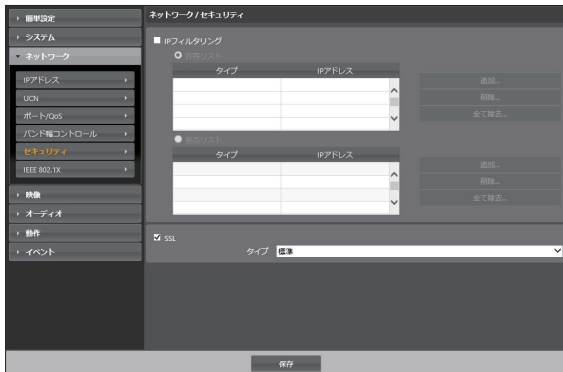 簡単設定
システム
ネットワーク
IPアドレス
UCN
ポート/QoS
バンド幅コントロール
セキュリティ
IEEE 802.1X
映像
オーディオ
動作
イベント
ネットワーク / セキュリティ
IPフィルタリング
許容リスト
タイプ IPアドレス
追加...
削除...
全て除去...
拒否リスト
タイプ IPアドレス
追加...
削除...
全て除去...
SSL
タイプ 標準
保存